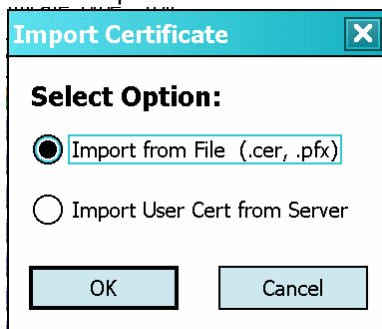 Import Certificate
Select Option:
Import from File (.cer, .pfx)
Import User Cert from Server
OK Cancel